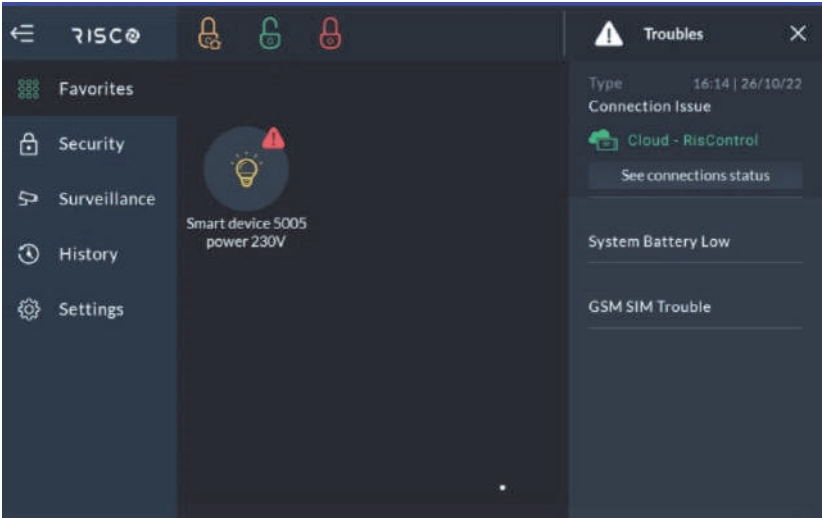 RISCO
Favorites
Security
Surveillance
History
Settings
Smart device 5005
power 230V
Troubles
Type 16:14 | 26/10/22
Connection Issue
Cloud - RisControl
See connections status
System Battery Low
GSM SIM Trouble